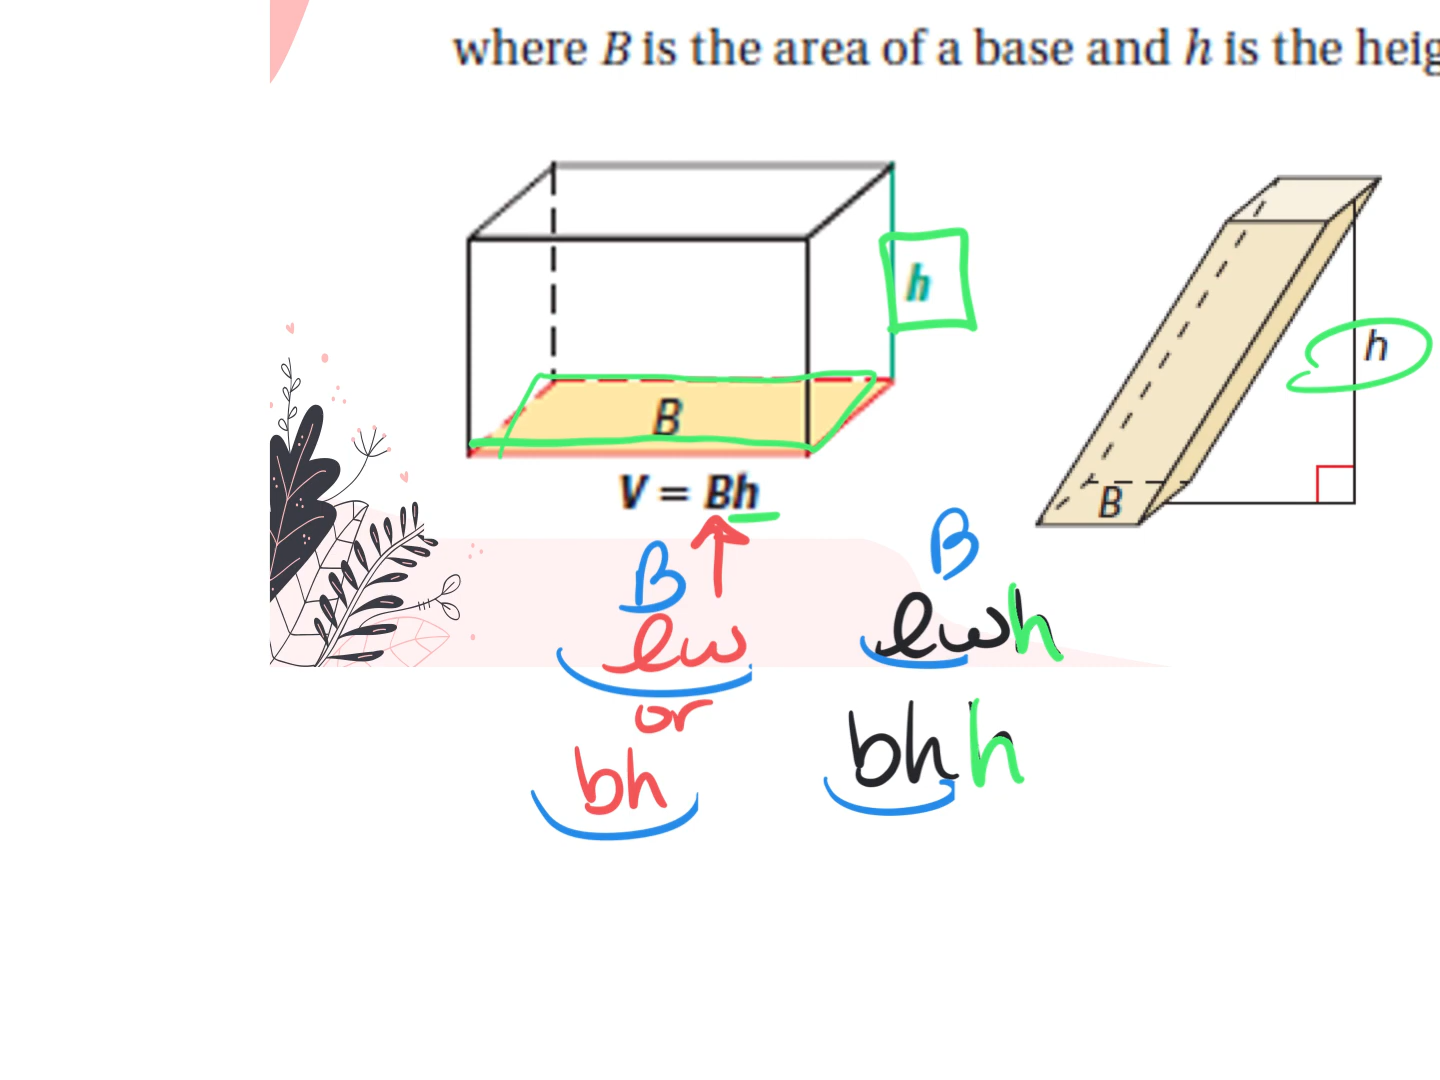 where B is the area of a base and h is the heig
h
h
B
B
V = Bh
B
B
lw
lwh
or
bh
bhh